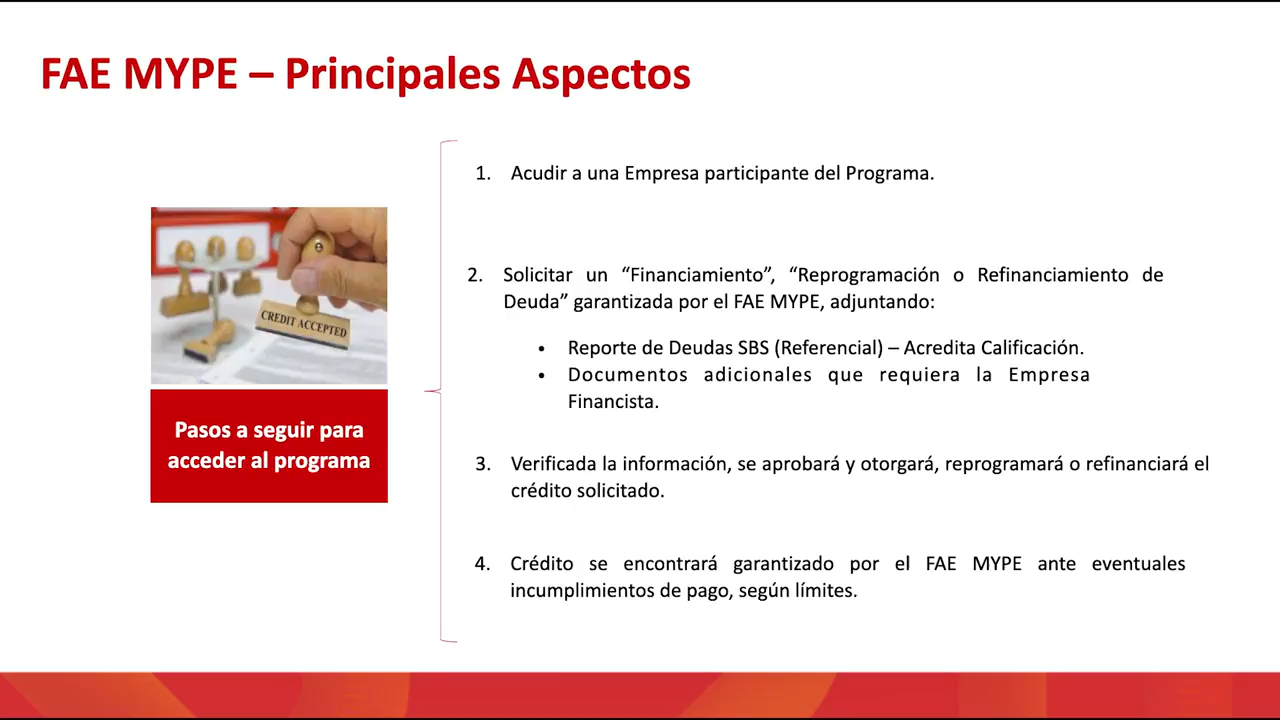 FAE MYPE – Principales Aspectos
CREDIT ACCEPTED
Pasos a seguir para
acceder al programa
1. Acudir a una Empresa participante del Programa.
2. Solicitar un “Financiamiento”, “Reprogramación o Refinanciamiento de
Deuda” garantizada por el FAE MYPE, adjuntando:
• Reporte de Deudas SBS (Referencial) – Acredita Calificación.
• Documentos adicionales que requiera la Empresa
Financista.
3. Verificada la información, se aprobará y otorgará, reprogramará o refinanciará el
crédito solicitado.
4. Crédito se encontrará garantizado por el FAE MYPE ante eventuales
incumplimientos de pago, según límites.